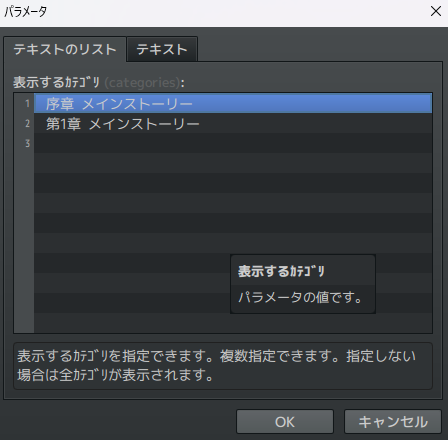 パラメータ
テキストのリスト
テキスト
表示するｶﾃｺﾞﾘ (categories):
1 序章 メインストーリー
2 第1章 メインストーリー
3
表示するｶﾃｺﾞﾘ
パラメータの値です。
表示するｶﾃｺﾞﾘを指定できます。複数指定できます。指定しない
場合は全ｶﾃｺﾞﾘが表示されます。
OK
キャンセル